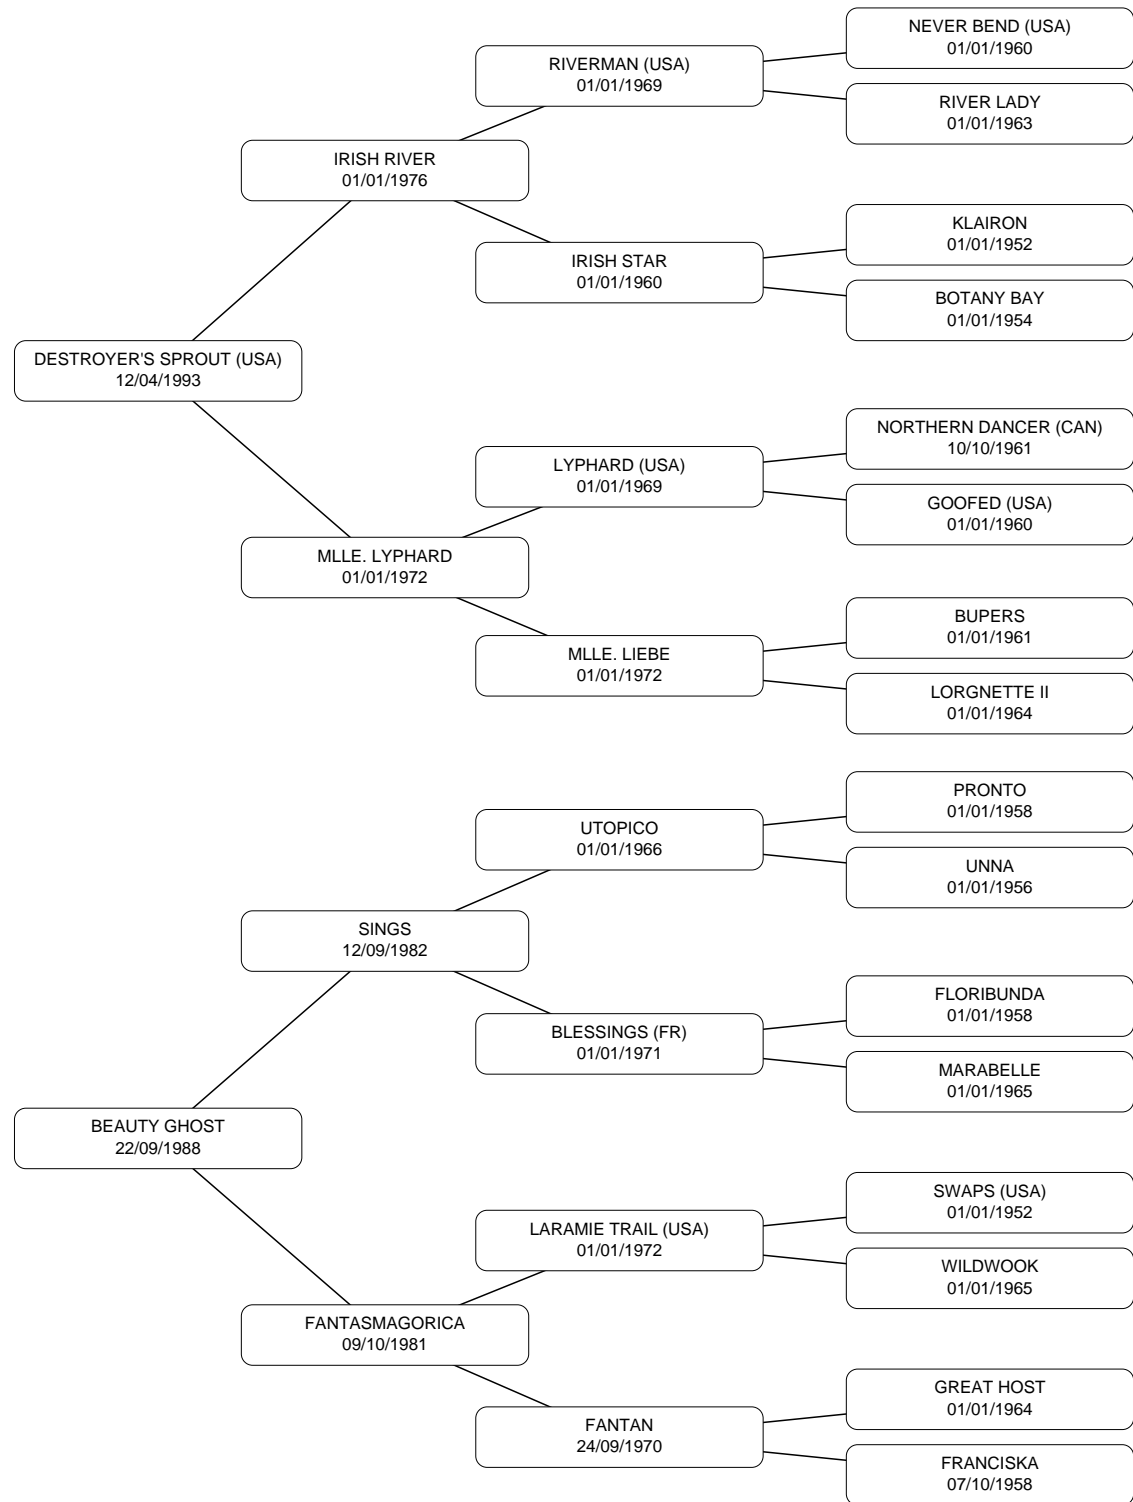 NEVER BEND (USA)
01/01/1960
RIVERMAN (USA)
01/01/1969
RIVER LADY
01/01/1963
IRISH RIVER
01/01/1976
KLAIRON
01/01/1952
IRISH STAR
01/01/1960
BOTANY BAY
01/01/1954
DESTROYER'S SPROUT (USA)
12/04/1993
NORTHERN DANCER (CAN)
10/10/1961
LYPHARD (USA)
01/01/1969
GOOFED (USA)
01/01/1960
MLLE. LYPHARD
01/01/1972
BUPERS
01/01/1961
MLLE. LIEBE
01/01/1972
LORGNETTE II
01/01/1964
PRONTO
01/01/1958
UTOPICO
01/01/1966
UNNA
01/01/1956
SINGS
12/09/1982
FLORIBUNDA
01/01/1958
BLESSINGS (FR)
01/01/1971
MARABELLE
01/01/1965
BEAUTY GHOST
22/09/1988
SWAPS (USA)
01/01/1952
LARAMIE TRAIL (USA)
01/01/1972
WILDWOOK
01/01/1965
FANTASMAGORICA
09/10/1981
GREAT HOST
01/01/1964
FANTAN
24/09/1970
FRANCISKA
07/10/1958